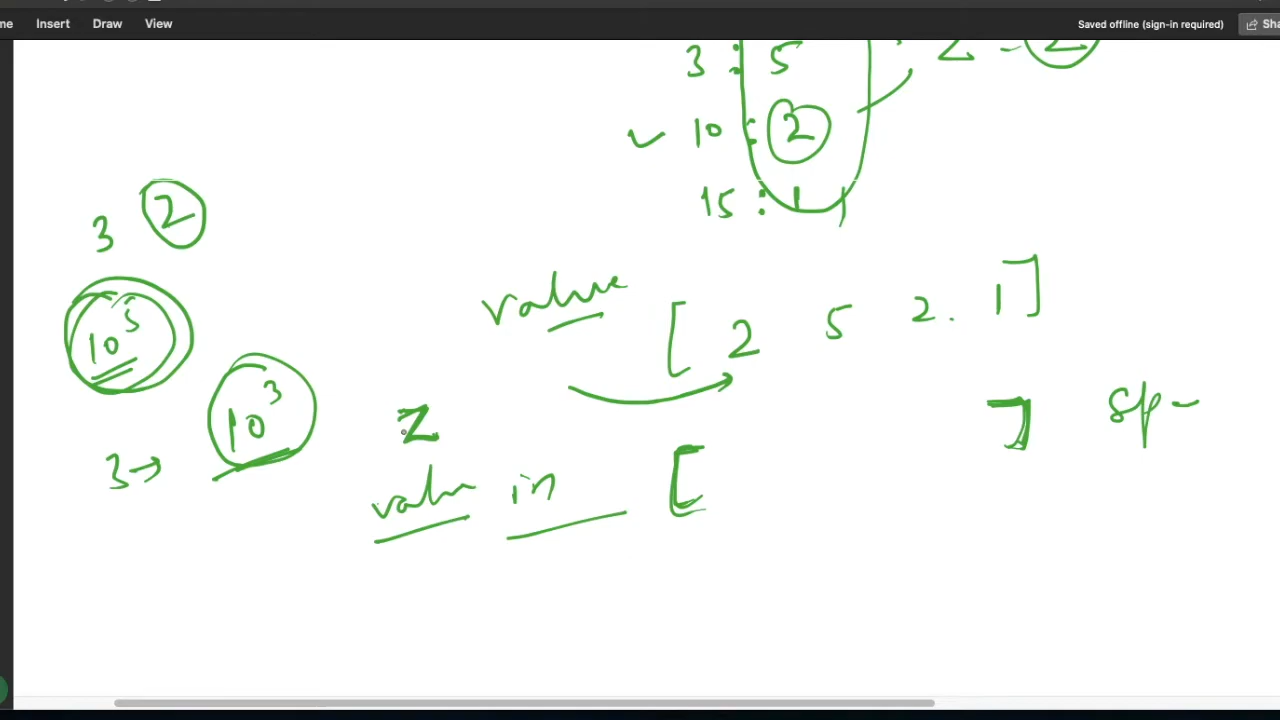 Insert Draw View Saved offline (sign-in required)
3 : 5
10 : 2
15 : 1
3 2
value [ 2 5 2. 1 ]
10^5
10^3
3 →
value in [ ]